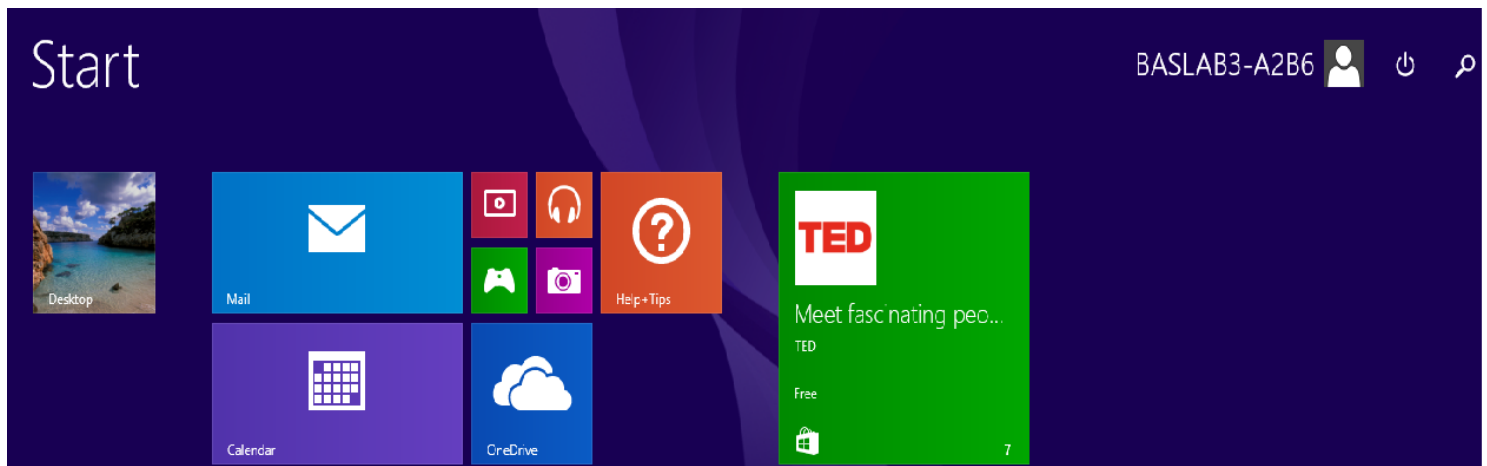 Start
BASLAB3-A2B6
Desktop
Mail
Help+Tips
TED
Meet fascinating peo...
TED
Free
7
Calendar
OneDrive